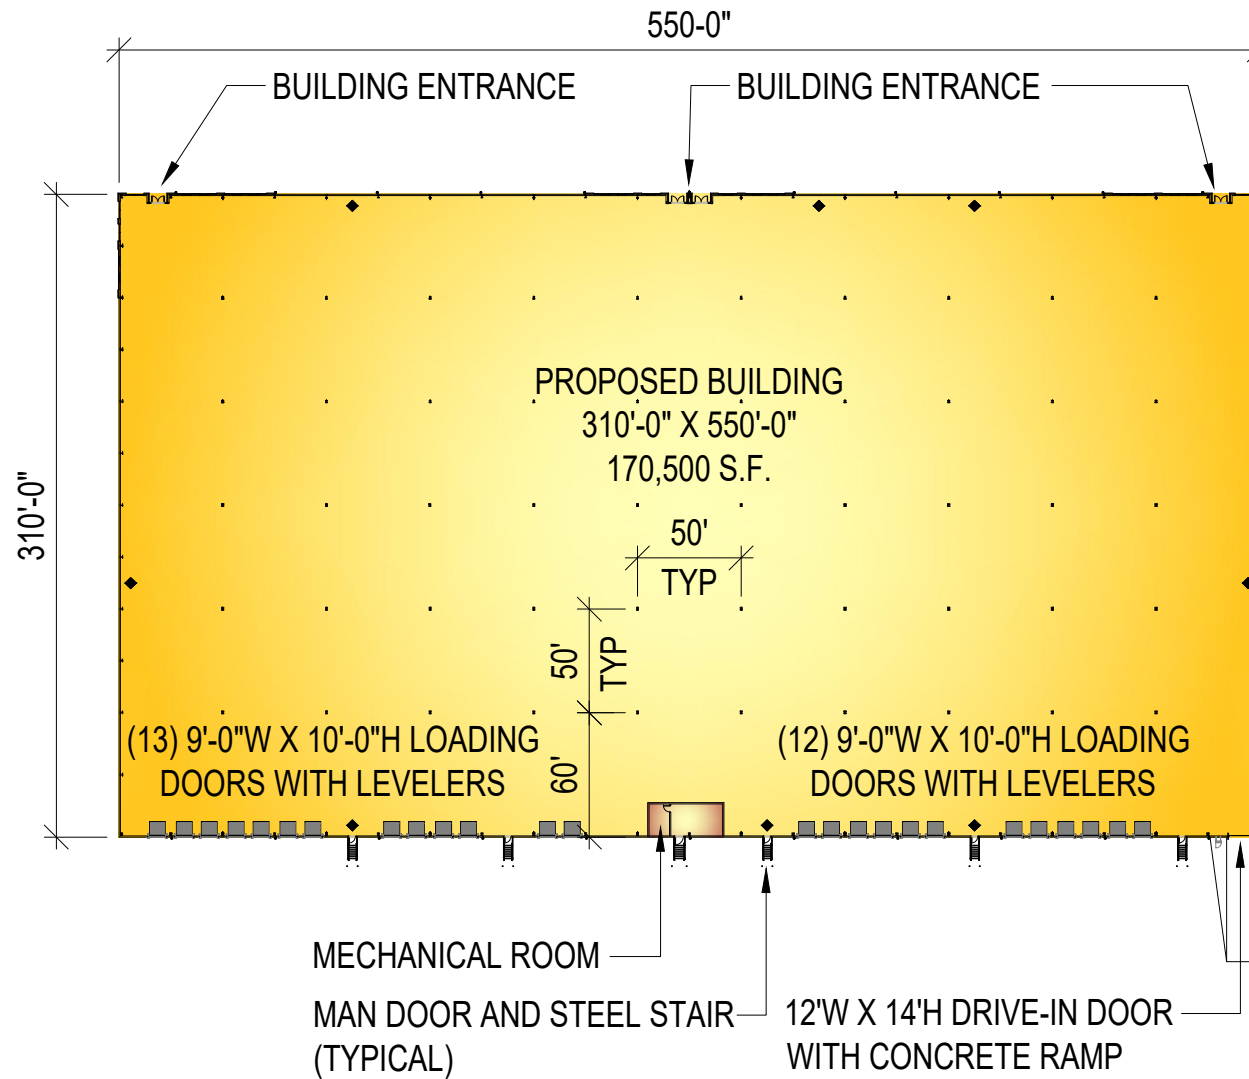 550-0"
BUILDING ENTRANCE
BUILDING ENTRANCE
310'-0"
PROPOSED BUILDING
310'-0" X 550'-0"
170,500 S.F.
50'
TYP
50'
TYP
60'
(13) 9'-0"W X 10'-0"H LOADING
DOORS WITH LEVELERS
(12) 9'-0"W X 10'-0"H LOADING
DOORS WITH LEVELERS
MECHANICAL ROOM
MAN DOOR AND STEEL STAIR
(TYPICAL)
12'W X 14'H DRIVE-IN DOOR
WITH CONCRETE RAMP